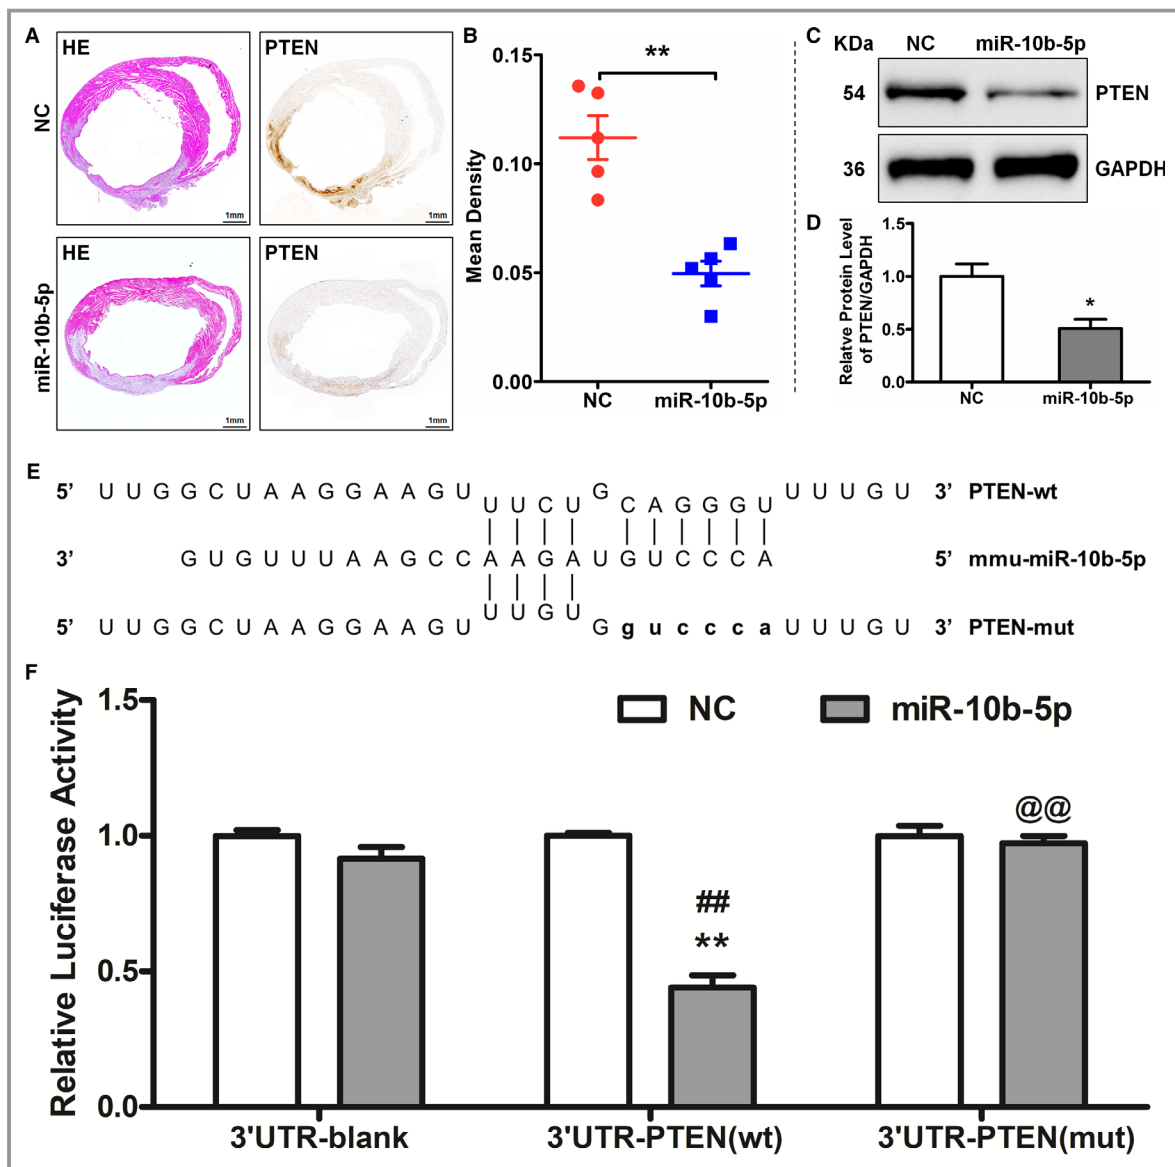 A
HE
PTEN
NC
1mm
1mm
HE
PTEN
miR-10b-5p
1mm
1mm
B
0.15
**
0.10
Mean Density
0.05
0.00
NC
miR-10b-5p
C
KDa
NC
miR-10b-5p
54
PTEN
36
GAPDH
D
1.5
1.0
*
0.5
0.0
Relatve Protein Level
of PTEN/GAPDH
NC
miR-10b-5p
E
5’ U U G G C U A A G G A A G U U U C U G C A G G G U U U U G U 3’ PTEN-wt
3’ G U G U U U A A G C C A A G A U G U C C C A 5’ mmu-miR-10b-5p
5’ U U G G C U A A G G A A G U U U G U G g u c c c a U U U G U 3’ PTEN-mut
F
Relative Luciferase Activity
1.5
NC
miR-10b-5p
1.0
@@
##
**
0.5
0.0
3'UTR-blank
3'UTR-PTEN(wt)
3'UTR-PTEN(mut)